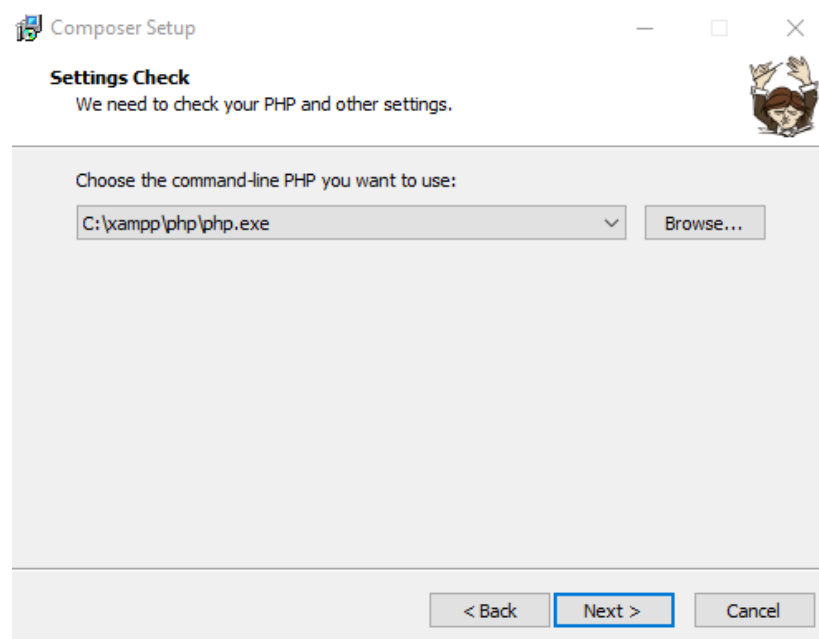 Composer Setup
Settings Check
We need to check your PHP and other settings.
Choose the command-line PHP you want to use:
C:\xampp\php\php.exe
Browse...
< Back
Next >
Cancel